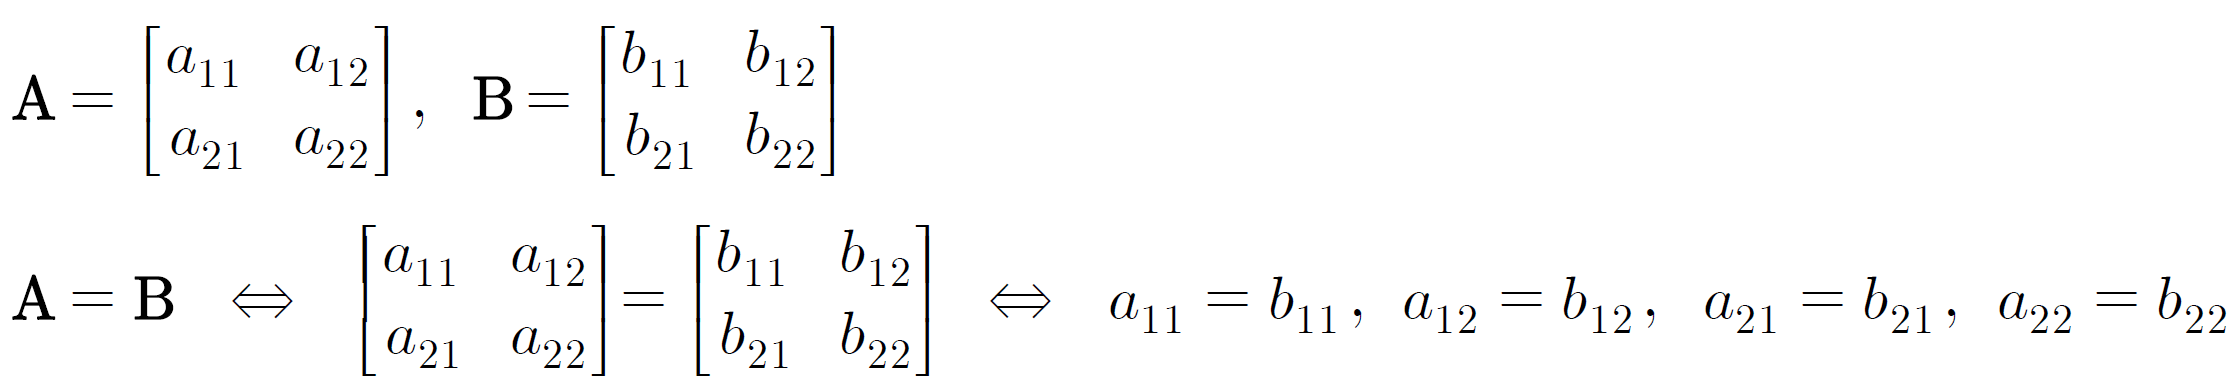 A = [a₁₁ a₁₂; a₂₁ a₂₂], B = [b₁₁ b₁₂; b₂₁ b₂₂]
A = B ⇔ [a₁₁ a₁₂; a₂₁ a₂₂] = [b₁₁ b₁₂; b₂₁ b₂₂] ⇔ a₁₁ = b₁₁, a₁₂ = b₁₂, a₂₁ = b₂₁, a₂₂ = b₂₂